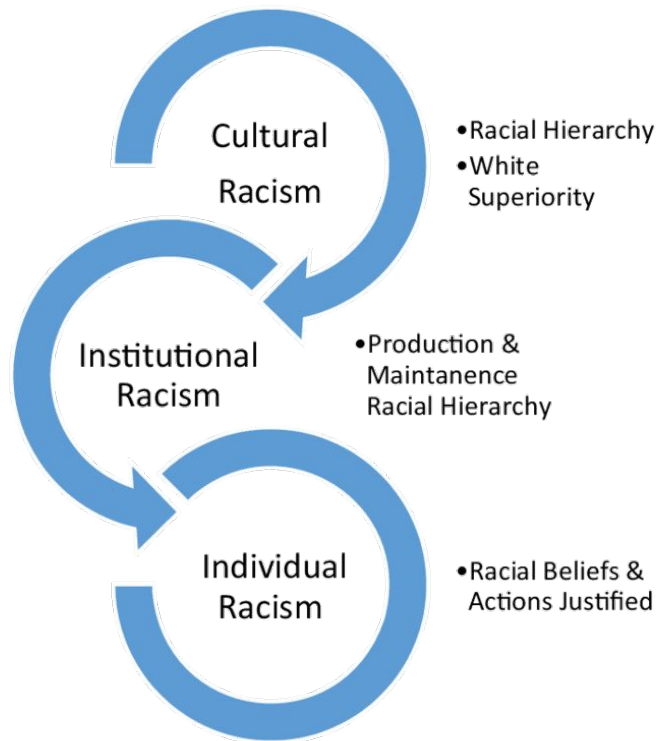 Cultural
Racism
•Racial Hierarchy
•White
Superiority
Institutional
Racism
•Production &
Maintanence
Racial Hierarchy
Individual
Racism
•Racial Beliefs &
Actions Justified